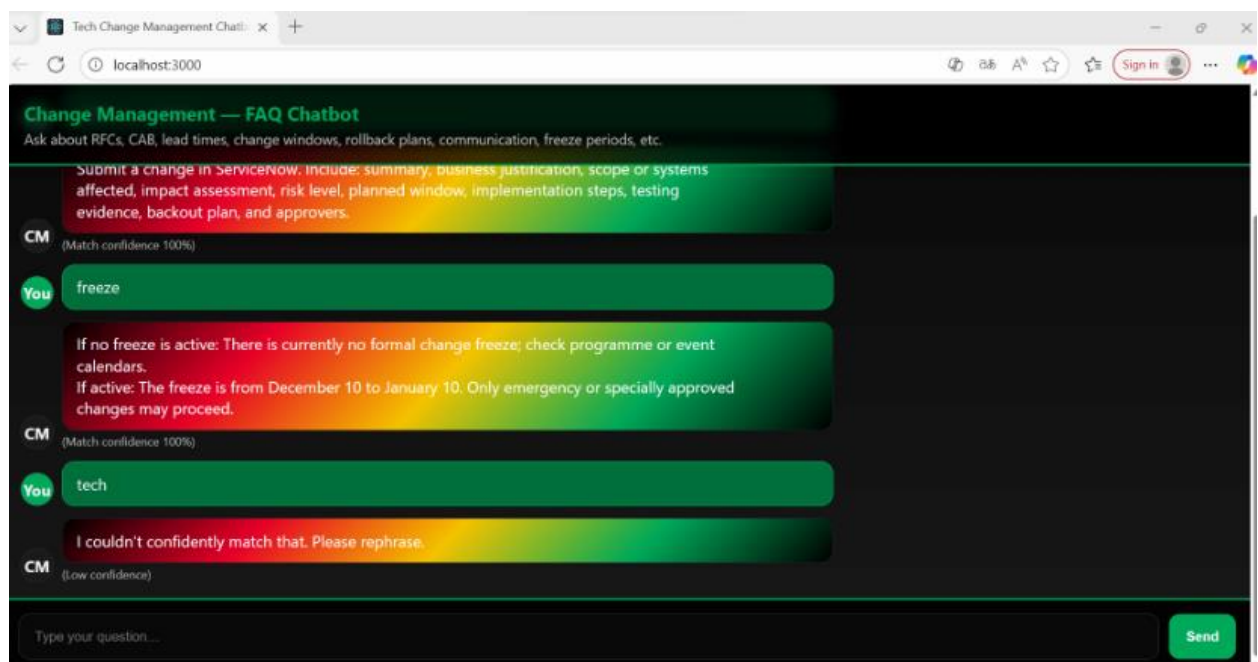 Tech Change Management Chatb
localhost:3000
Sign in
Change Management — FAQ Chatbot
Ask about RFCs, CAB, lead times, change windows, rollback plans, communication, freeze periods, etc.
Submit a change in ServiceNow. Include: summary, business justification, scope or systems
affected, impact assessment, risk level, planned window, implementation steps, testing
evidence, backout plan, and approvers.
CM
(Match confidence 100%)
You
freeze
If no freeze is active: There is currently no formal change freeze; check programme or event
calendars.
If active: The freeze is from December 10 to January 10. Only emergency or specially approved
changes may proceed.
CM
(Match confidence 100%)
You
tech
I couldn't confidently match that. Please rephrase.
CM
(Low confidence)
Type your question...
Send